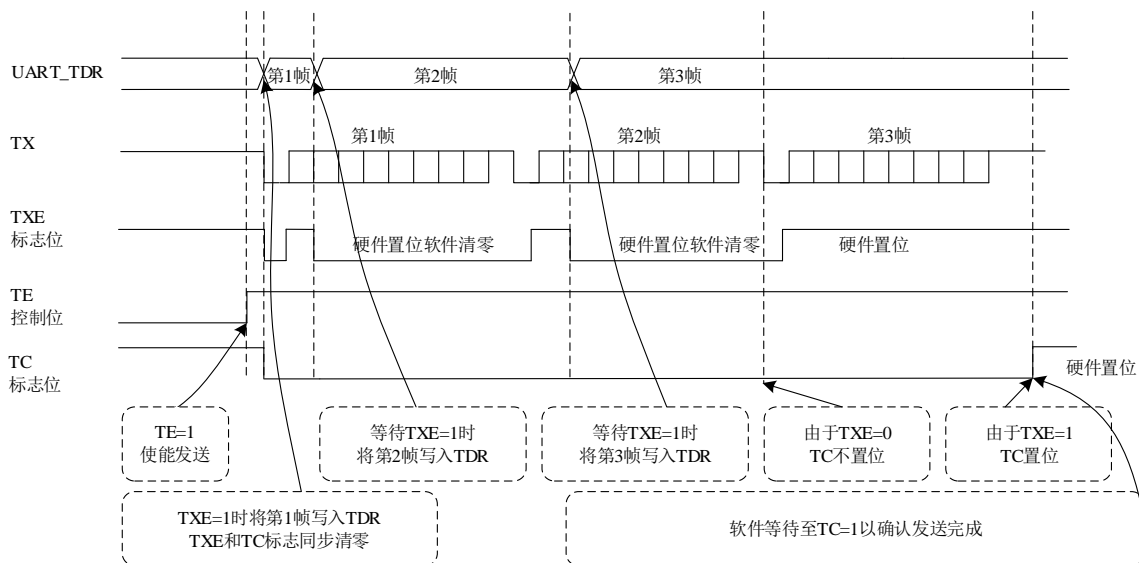 UART_TDR
第1帧
第2帧
第3帧
TX
第1帧
第2帧
第3帧
TXE
标志位
硬件置位软件清零
硬件置位软件清零
硬件置位
TE
控制位
TC
标志位
硬件置位
TE=1
使能发送
等待TXE=1时
将第2帧写入TDR
等待TXE=1时
将第3帧写入TDR
由于TXE=0
TC不置位
由于TXE=1
TC置位
TXE=1时将第1帧写入TDR
TXE和TC标志同步清零
软件等待至TC=1以确认发送完成